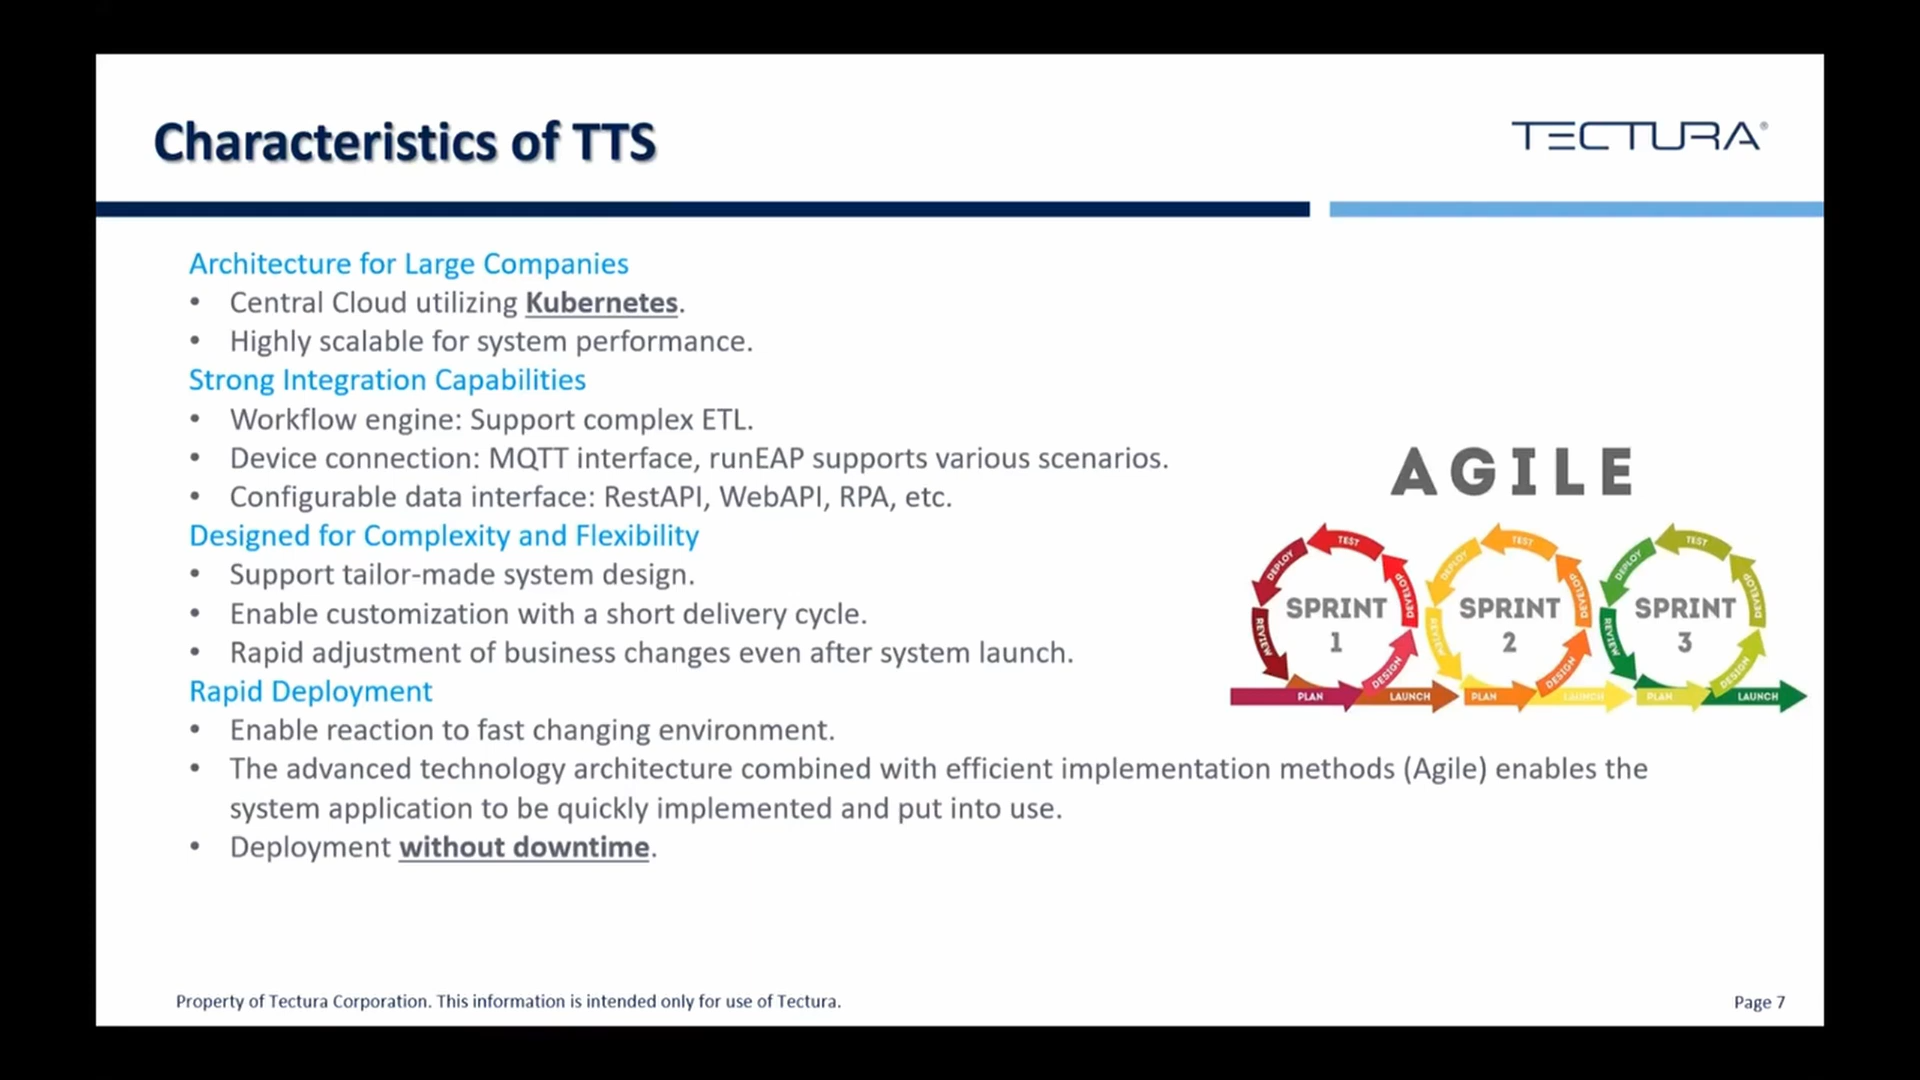 Characteristics of TTS
TECTURA®
Architecture for Large Companies
• Central Cloud utilizing Kubernetes.
• Highly scalable for system performance.
Strong Integration Capabilities
• Workflow engine: Support complex ETL.
• Device connection: MQTT interface, runEAP supports various scenarios.
• Configurable data interface: RestAPI, WebAPI, RPA, etc.
Designed for Complexity and Flexibility
• Support tailor-made system design.
• Enable customization with a short delivery cycle.
• Rapid adjustment of business changes even after system launch.
Rapid Deployment
• Enable reaction to fast changing environment.
• The advanced technology architecture combined with efficient implementation methods (Agile) enables the
system application to be quickly implemented and put into use.
• Deployment without downtime.
AGILE
SPRINT
1
PLAN
DESIGN
DEVELOP
TEST
DEPLOY
REVIEW
LAUNCH
SPRINT
2
PLAN
DESIGN
DEVELOP
TEST
DEPLOY
REVIEW
LAUNCH
SPRINT
3
PLAN
DESIGN
DEVELOP
TEST
DEPLOY
REVIEW
LAUNCH
Property of Tectura Corporation. This information is intended only for use of Tectura.
Page 7